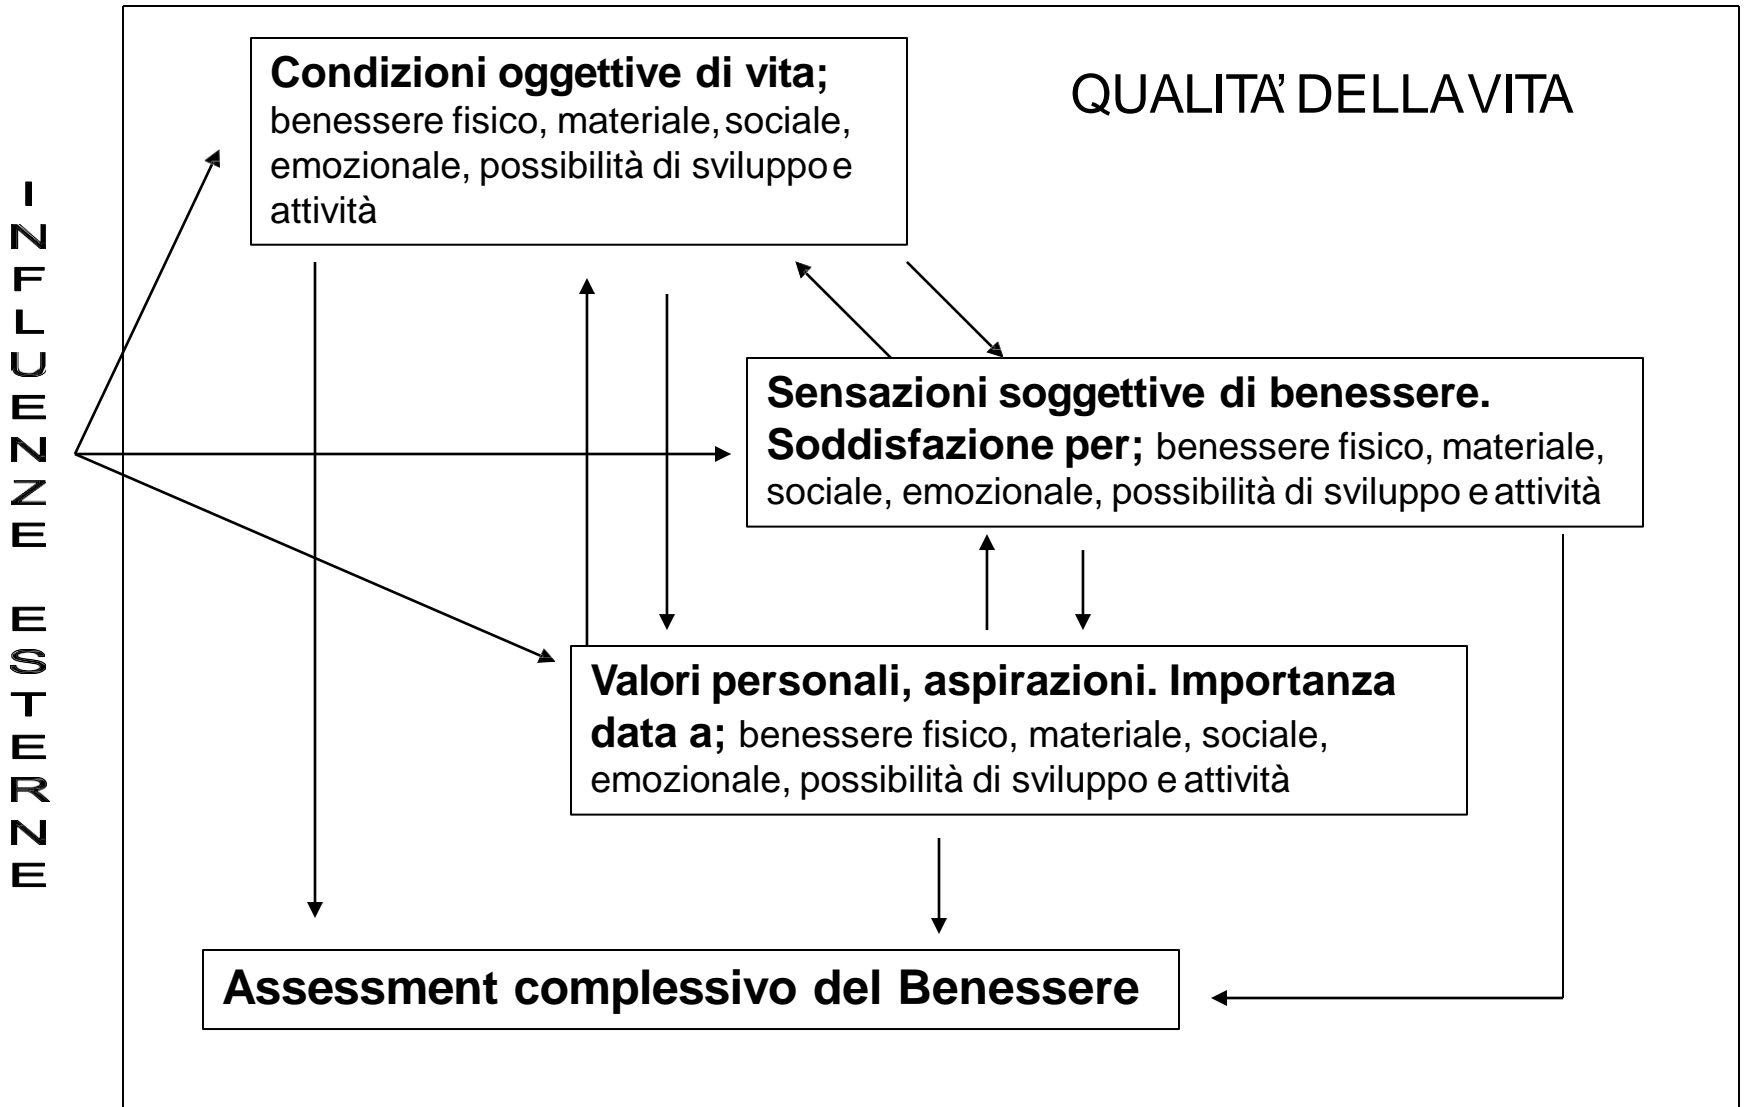 INFLUENZE ESTERNE
QUALITA’ DELLA VITA
Condizioni oggettive di vita;
benessere fisico, materiale, sociale,
emozionale, possibilità di sviluppo e
attività
Sensazioni soggettive di benessere.
Soddisfazione per; benessere fisico, materiale,
sociale, emozionale, possibilità di sviluppo e attività
Valori personali, aspirazioni. Importanza
data a; benessere fisico, materiale, sociale,
emozionale, possibilità di sviluppo e attività
Assessment complessivo del Benessere